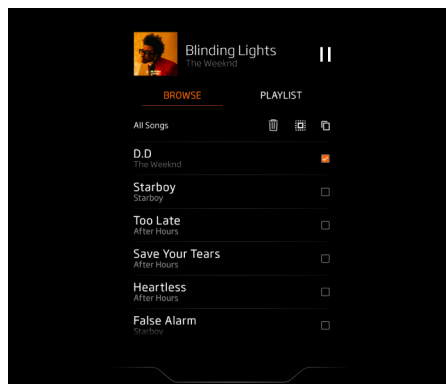 Blinding Lights
The Weeknd
BROWSE PLAYLIST
All Songs
D.D
The Weeknd
Starboy
Starboy
Too Late
After Hours
Save Your Tears
After Hours
Heartless
After Hours
False Alarm
Starboy